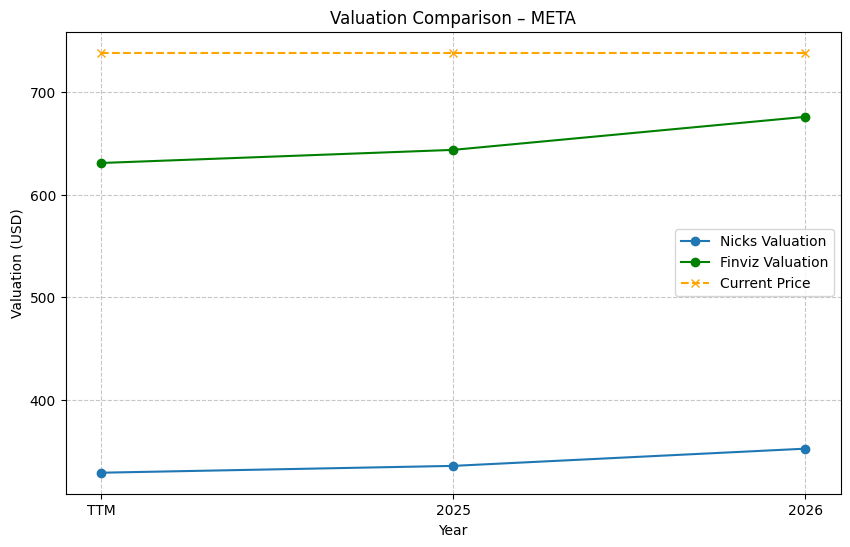 Valuation Comparison – META
Valuation (USD)
700
600
500
400
Nicks Valuation
Finviz Valuation
Current Price
TTM 2025 2026
Year